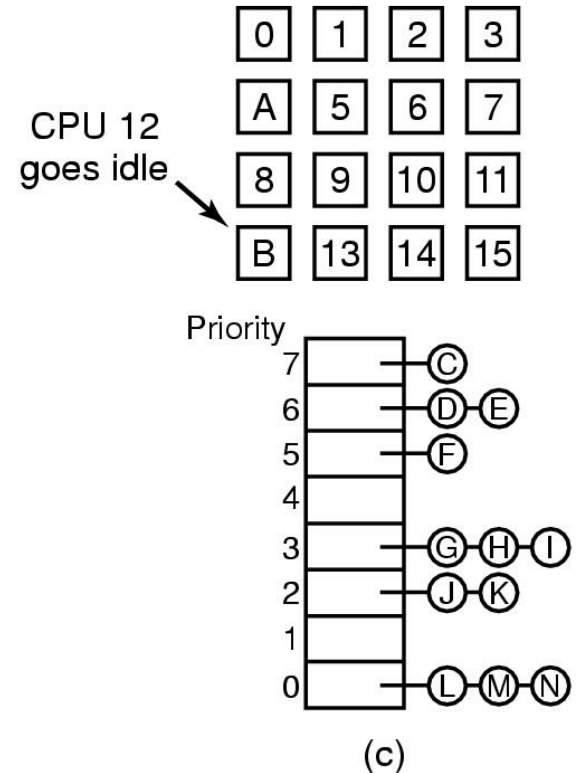 0 1 2 3
A 5 6 7
CPU 12
goes idle
8 9 10 11
B 13 14 15
Priority
7 C
6 D E
5 F
4
3 G H I
2 J K
1
0 L M N
(c)